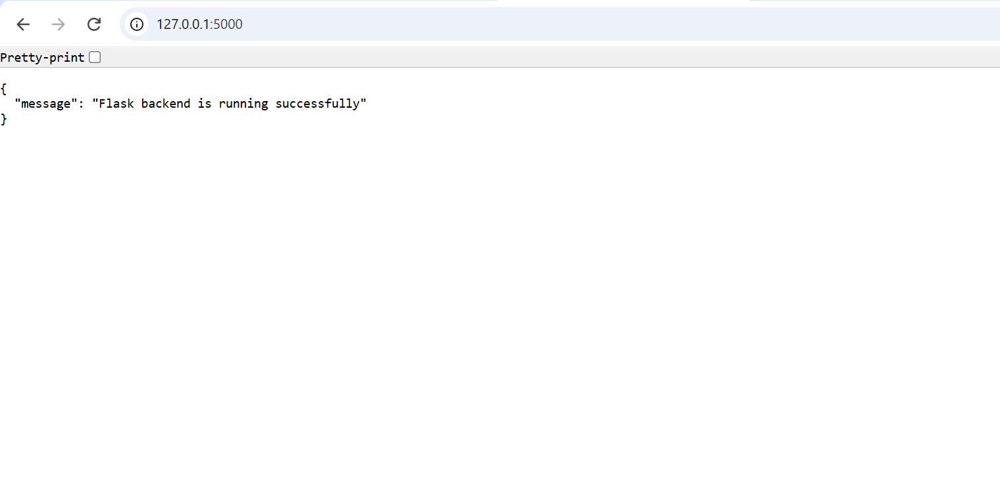 127.0.0.1:5000
Pretty-print
{
  "message": "Flask backend is running successfully"
}